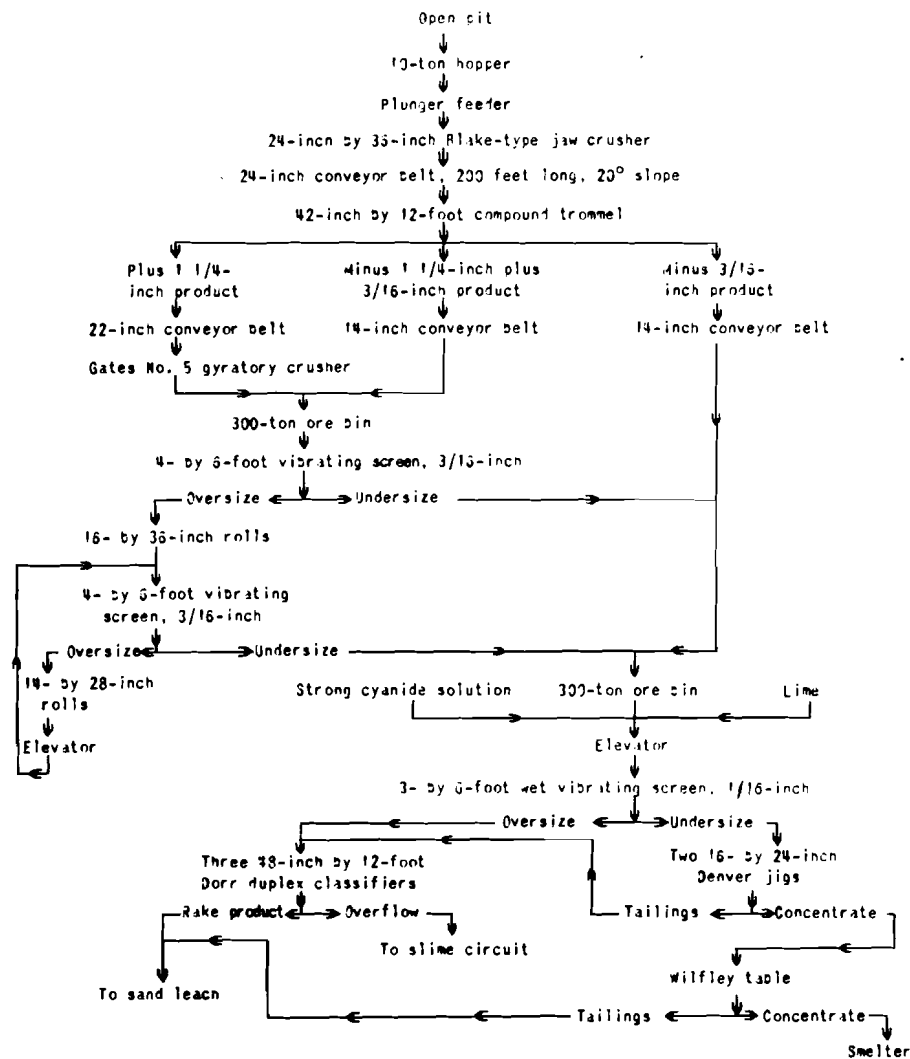 Open pit
10-ton hopper
Plunger feeder
24-inch by 36-inch Blake-type jaw crusher
24-inch conveyor belt, 200 feet long, 20° slope
42-inch by 12-foot compound trommel
Plus 1 1/4-
inch product
Minus 1 1/4-inch plus
3/16-inch product
Minus 3/16-
inch product
22-inch conveyor belt
14-inch conveyor belt
14-inch conveyor belt
Gates No. 5 gyratory crusher
300-ton ore bin
4- by 6-foot vibrating screen, 3/16-inch
Oversize
Undersize
16- by 36-inch rolls
4- by 6-foot vibrating
screen, 3/16-inch
Oversize
Undersize
14- by 28-inch
rolls
Strong cyanide solution
300-ton ore bin
Lime
Elevator
Elevator
3- by 6-foot wet vibrating screen, 1/16-inch
Oversize
Undersize
Three 48-inch by 12-foot
Dorr duplex classifiers
Two 16- by 24-inch
Denver jigs
Rake product
Overflow
Tailings
Concentrate
To slime circuit
Wilfley table
To sand leach
Tailings
Concentrate
Smelter